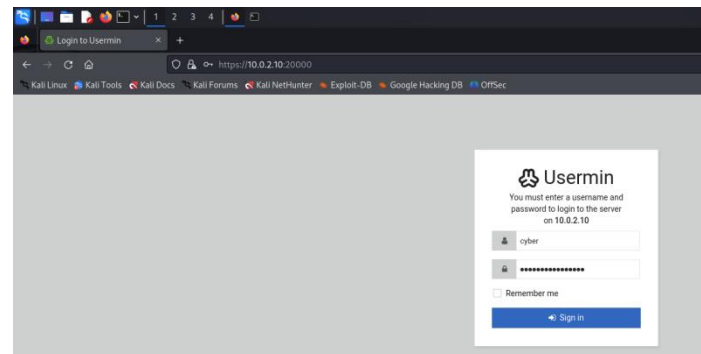 1 2 3 4
Login to Usermin × +
https://10.0.2.10:20000
Kali Linux Kali Tools Kali Docs Kali Forums Kali NetHunter Exploit-DB Google Hacking DB OffSec
Usermin
You must enter a username and
password to login to the server
on 10.0.2.10
cyber
••••••••••••••••
Remember me
Sign in